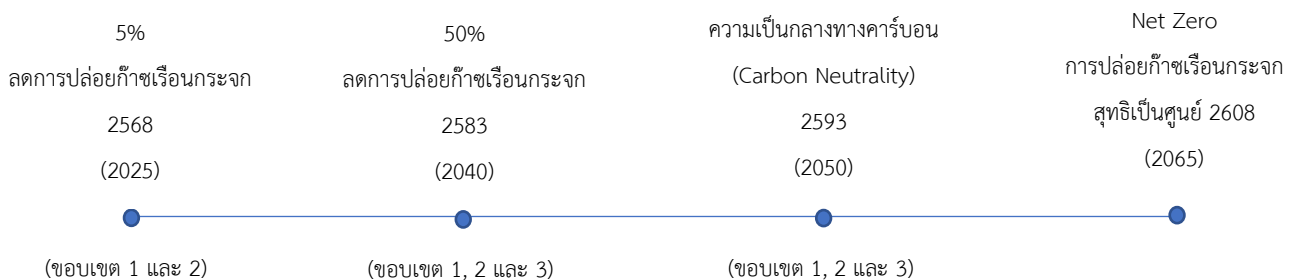 5%
ลดการปล่อยก๊าซเรือนกระจก
2568
(2025)
(ขอบเขต 1 และ 2)
50%
ลดการปล่อยก๊าซเรือนกระจก
2583
(2040)
(ขอบเขต 1, 2 และ 3)
ความเป็นกลางทางคาร์บอน
(Carbon Neutrality)
2593
(2050)
(ขอบเขต 1, 2 และ 3)
Net Zero
การปล่อยก๊าซเรือนกระจก
สุทธิเป็นศูนย์ 2608
(2065)